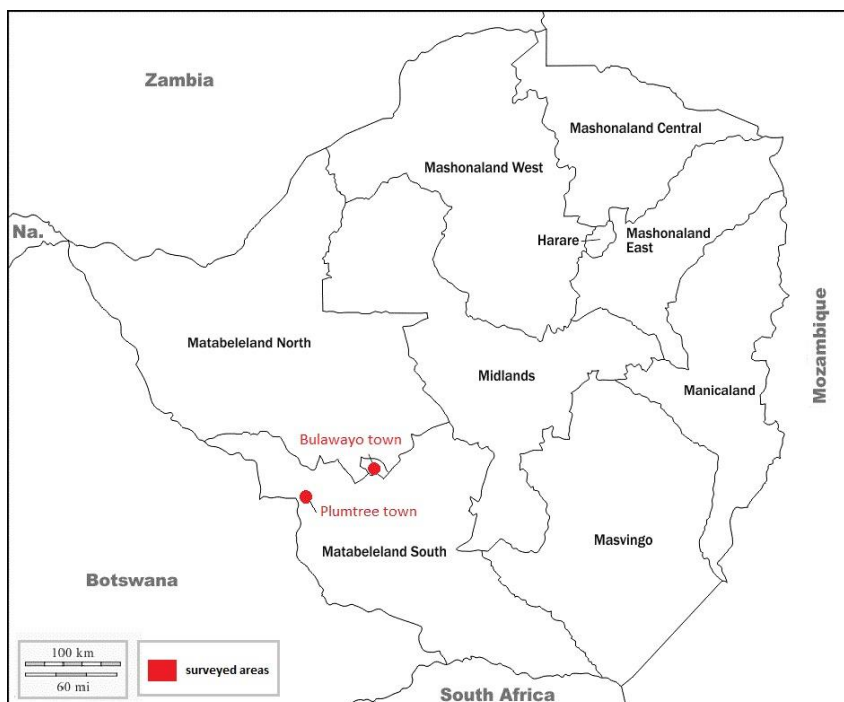 Zambia
Mashonaland Central
Mashonaland West
Na.
Harare
Mashonaland
East
Mozambique
Matabeleland North
Midlands
Manicaland
Bulawayo town
Plumtree town
Matabeleland South
Masvingo
Botswana
100 km
60 mi
surveyed areas
South Africa